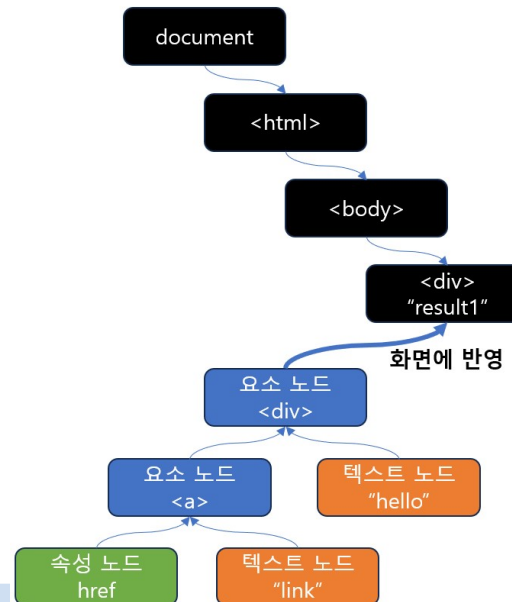 document
<html>
<body>
<div>
“result1”
화면에 반영
요소 노드
<div>
요소 노드
<a>
텍스트 노드
“hello”
속성 노드
href
텍스트 노드
“link”